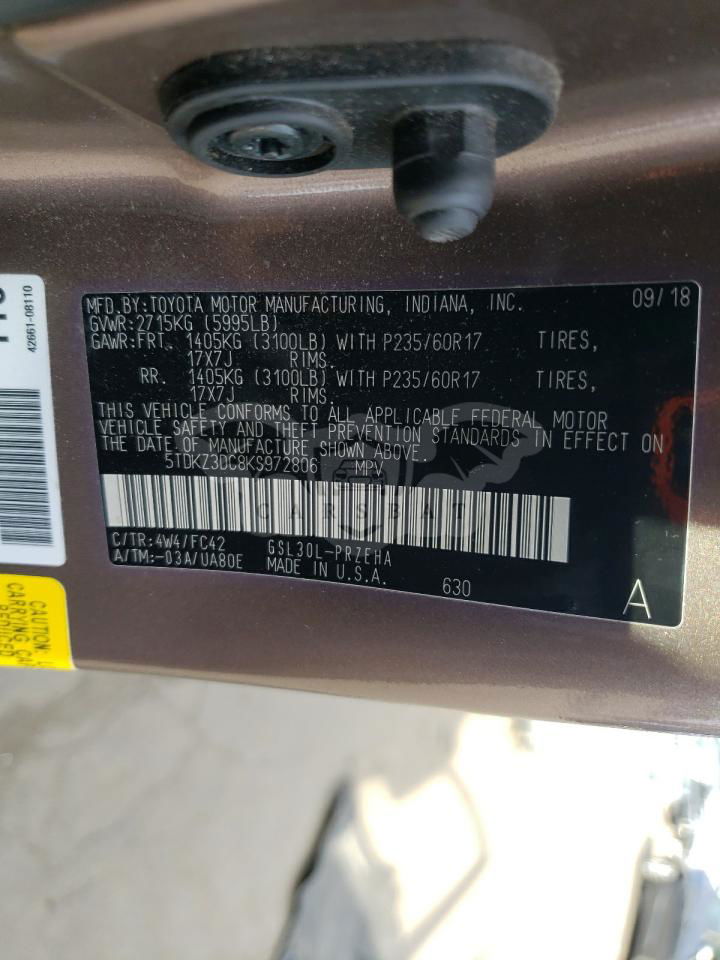 MFD.BY:TOYOTA MOTOR MANUFACTURING, INDIANA, INC. 09/18
GVWR:2715KG (5995LB)
GAWR:FRT. 1405KG (3100LB) WITH P235/60R17 TIRES,
17X7J RIMS.
RR. 1405KG (3100LB) WITH P235/60R17 TIRES,
17X7J RIMS.
THIS VEHICLE CONFORMS TO ALL APPLICABLE FEDERAL MOTOR
VEHICLE SAFETY AND THEFT PREVENTION STANDARDS IN EFFECT ON
THE DATE OF MANUFACTURE SHOWN ABOVE.
5TDKZ3DC8KS972806 MPV
CARSBAT
C/TR:4W47FC42 GSL30L-PRZEHA
A/TM:-03A/UA80E MADE IN U.S.A. 630
A
42661-08110
CAUTION:
CARRYING
REDUCED